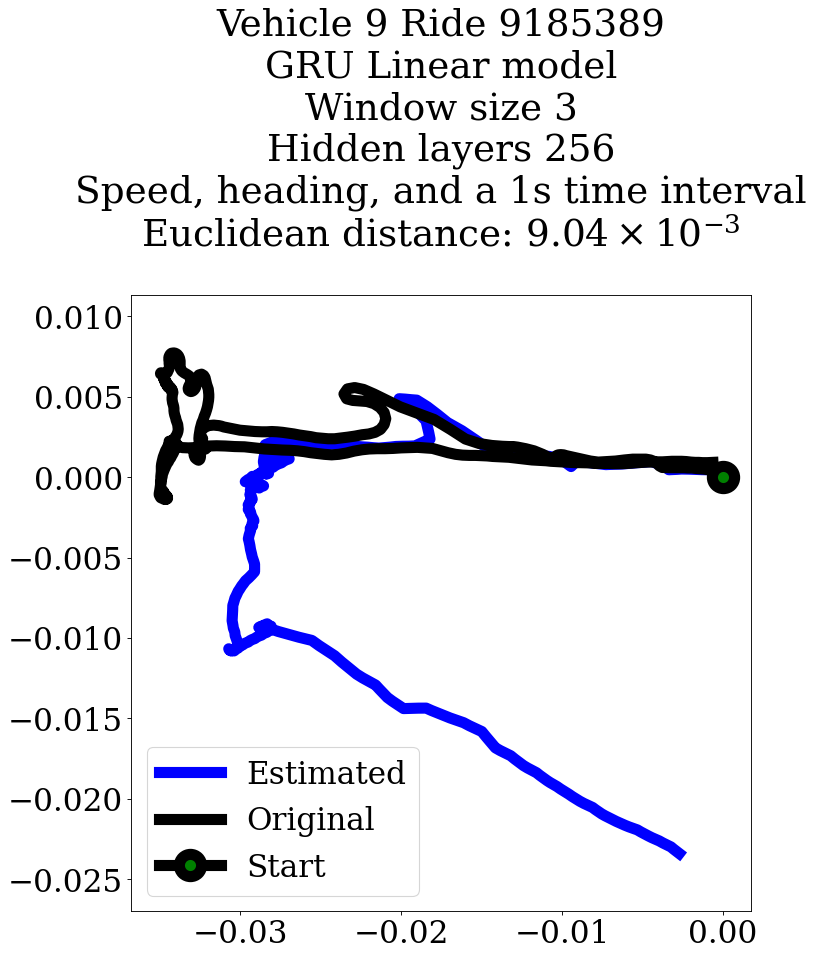 Vehicle 9 Ride 9185389
GRU Linear model
Window size 3
Hidden layers 256
Speed, heading, and a 1s time interval
Euclidean distance: 9.04 × 10⁻³
0.010
0.005
0.000
−0.005
−0.010
−0.015
−0.020
−0.025
Estimated
Original
Start
−0.03
−0.02
−0.01
0.00